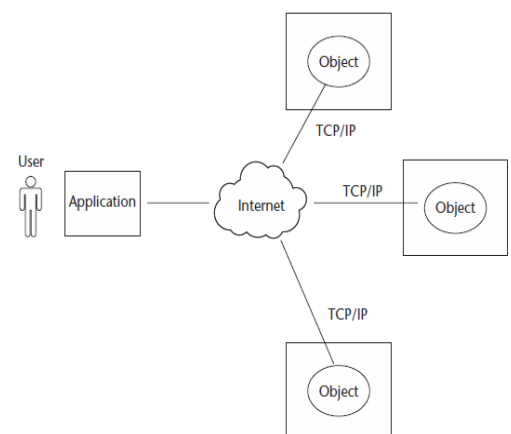 Object
TCP/IP
User
Application
Internet
TCP/IP
Object
TCP/IP
Object